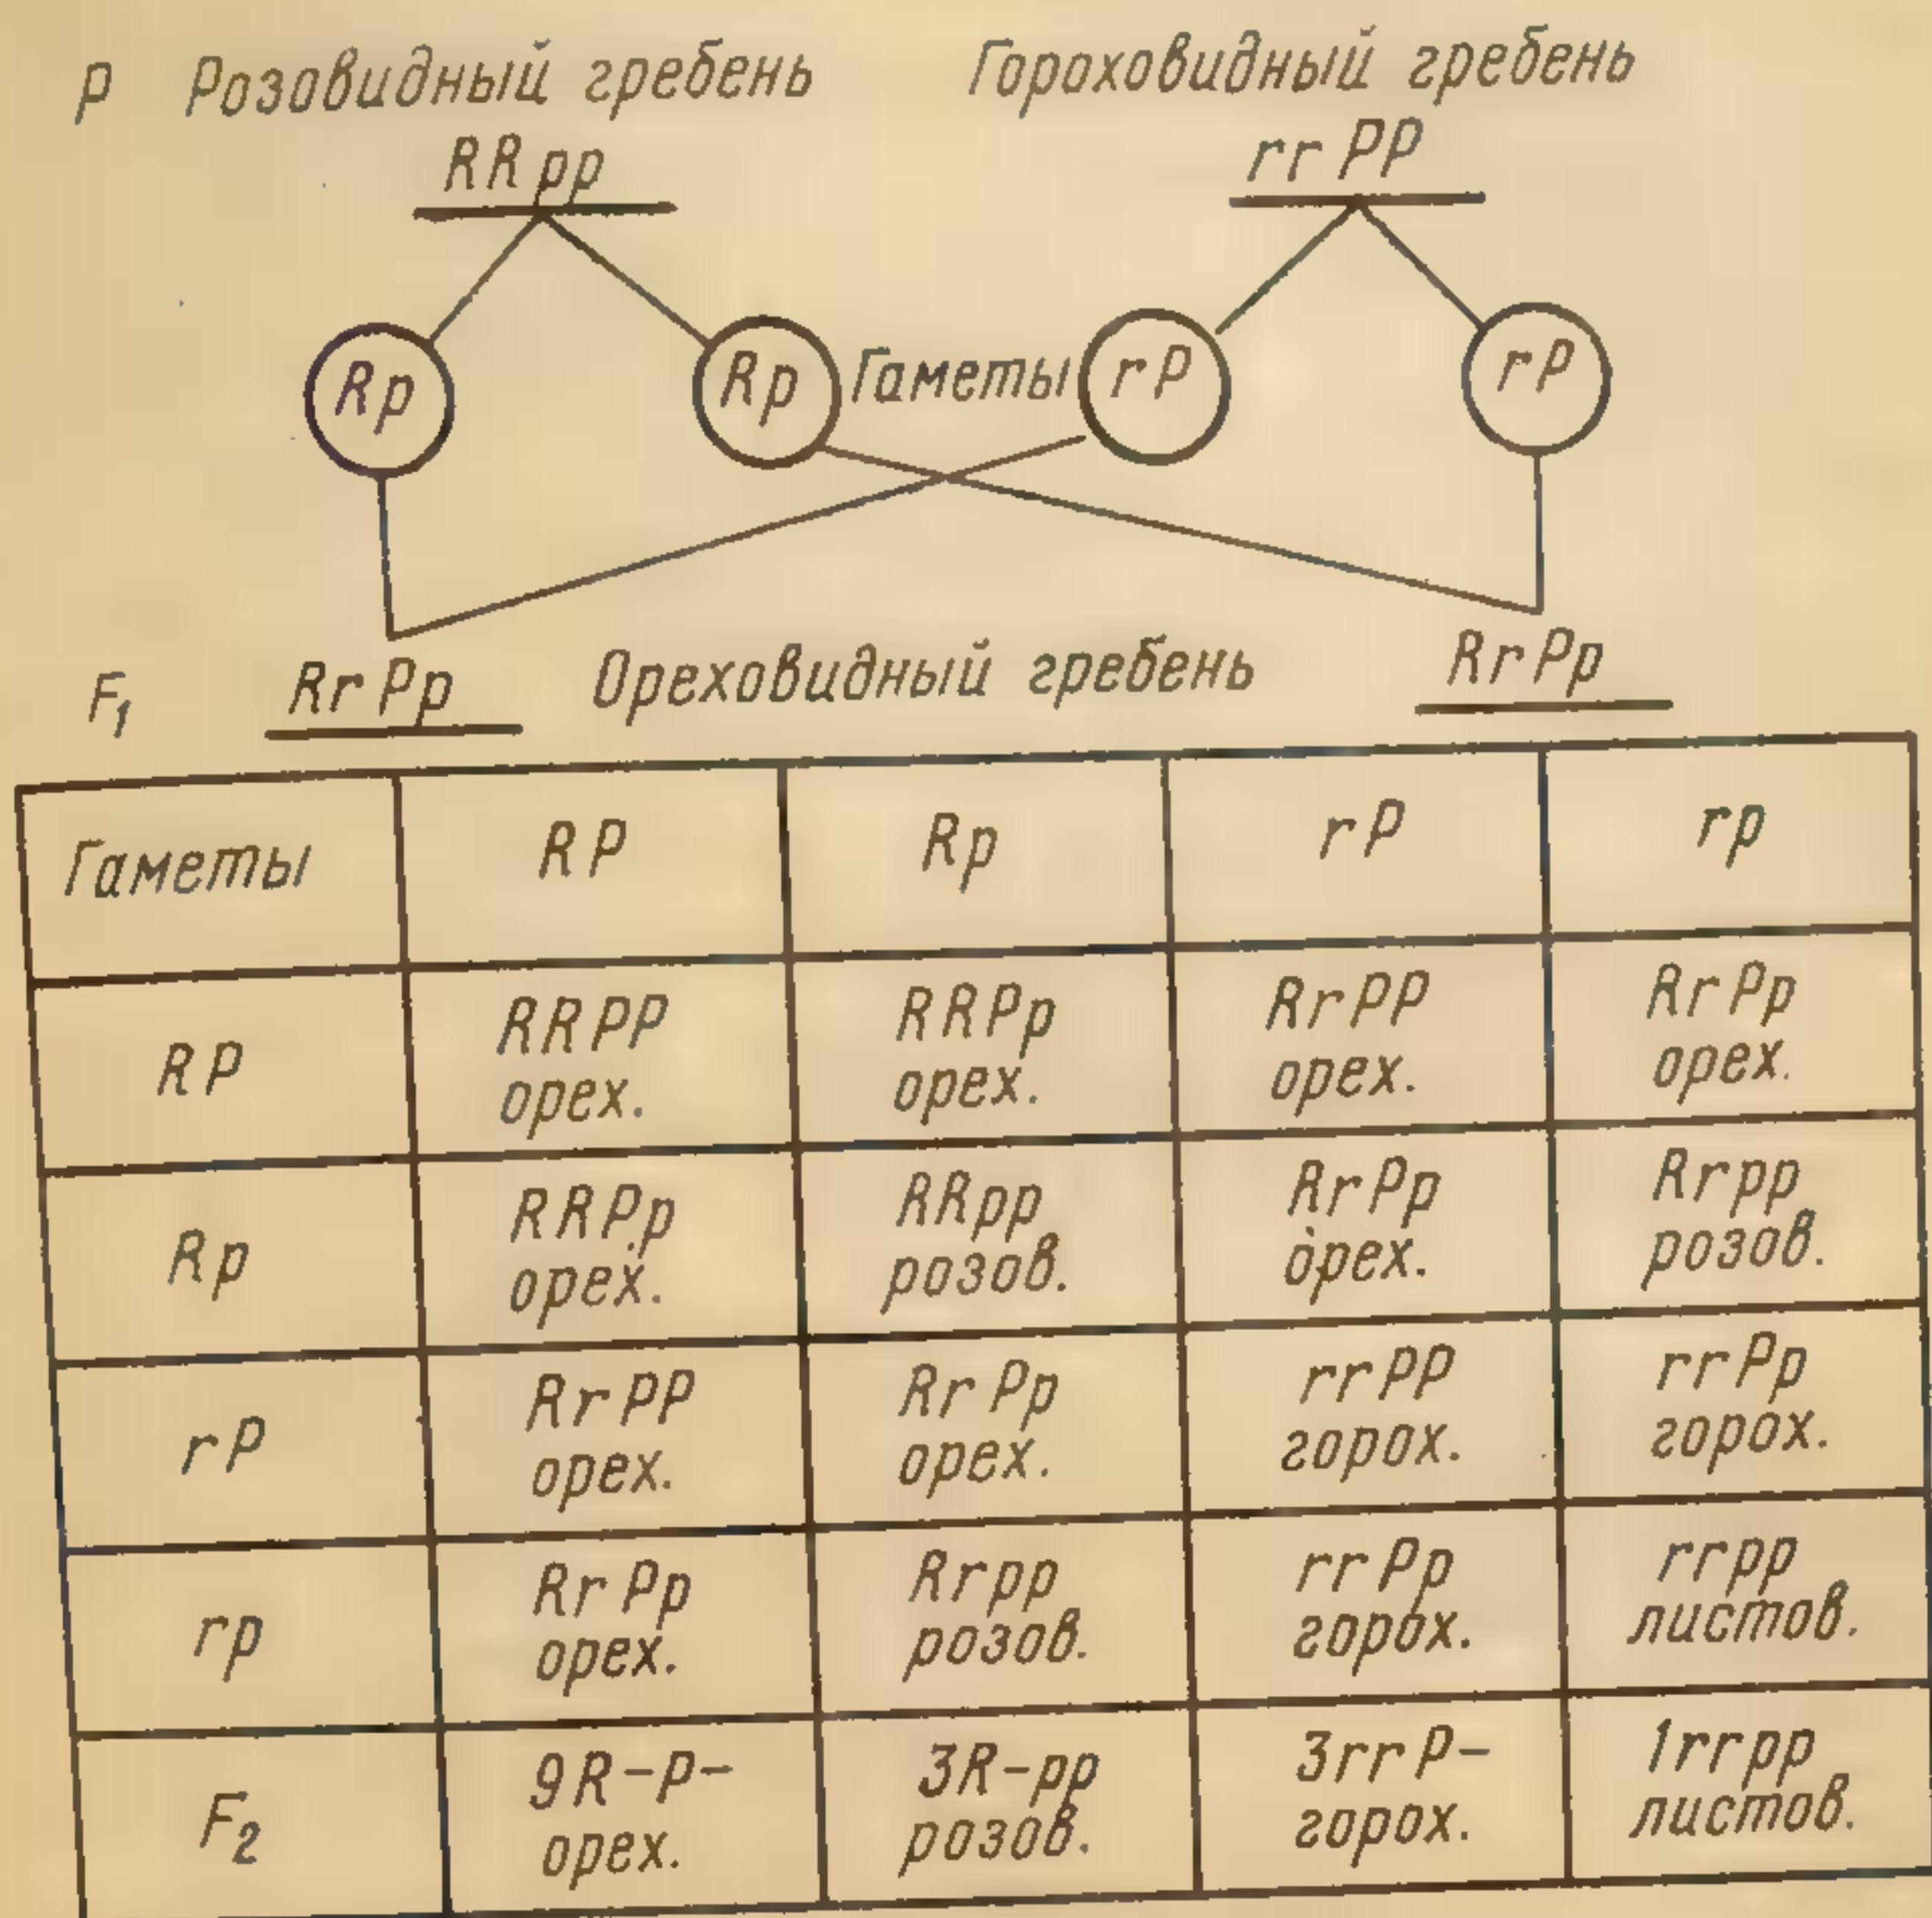 P Розовидный гребень Гороховидный гребень
RRpp rrPP
Rp Rp Гаметы rP rP
F1 RrPp Ореховидный гребень RrPp
Гаметы RP Rp rP rp
RP RRPP RRPp RrPP RrPp
орех. орех. орех. орех.
Rp RRPp RRpp RrPp Rrpp
орех. розов. орех. розов.
rP RrPP RrPp rrPP rrPp
орех. орех. горох. горох.
rp RrPp Rrpp rrPp rrpp
орех. розов. горох. листов.
F2 9R-P- 3R-pp 3rrP- 1rrpp
орех. розов. горох. листов.